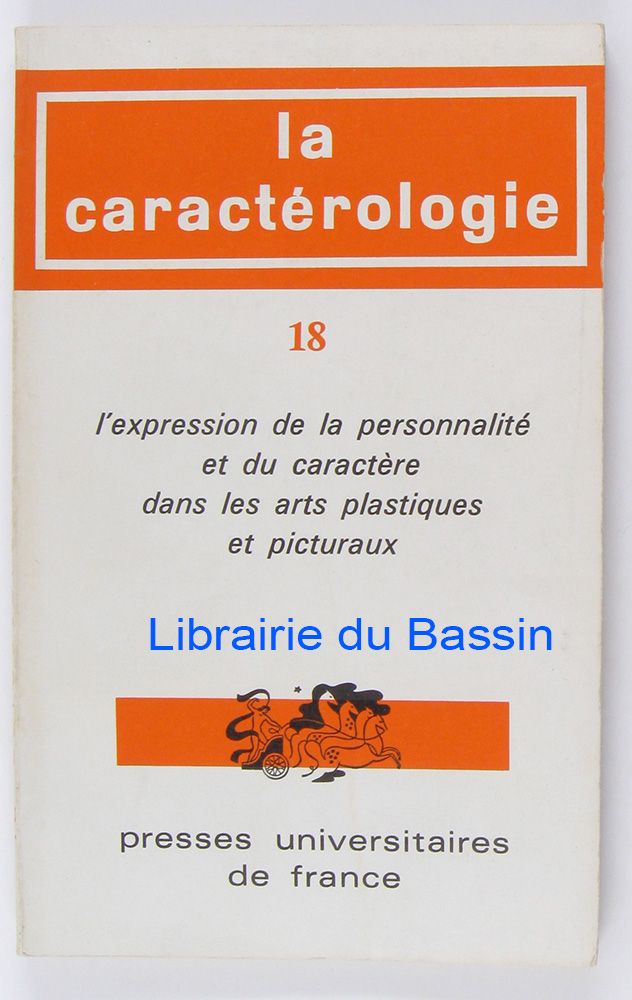 la
caractérologie
18
l'expression de la personnalité
et du caractère
dans les arts plastiques
et picturaux
Librairie du Bassin
presses universitaires
de france